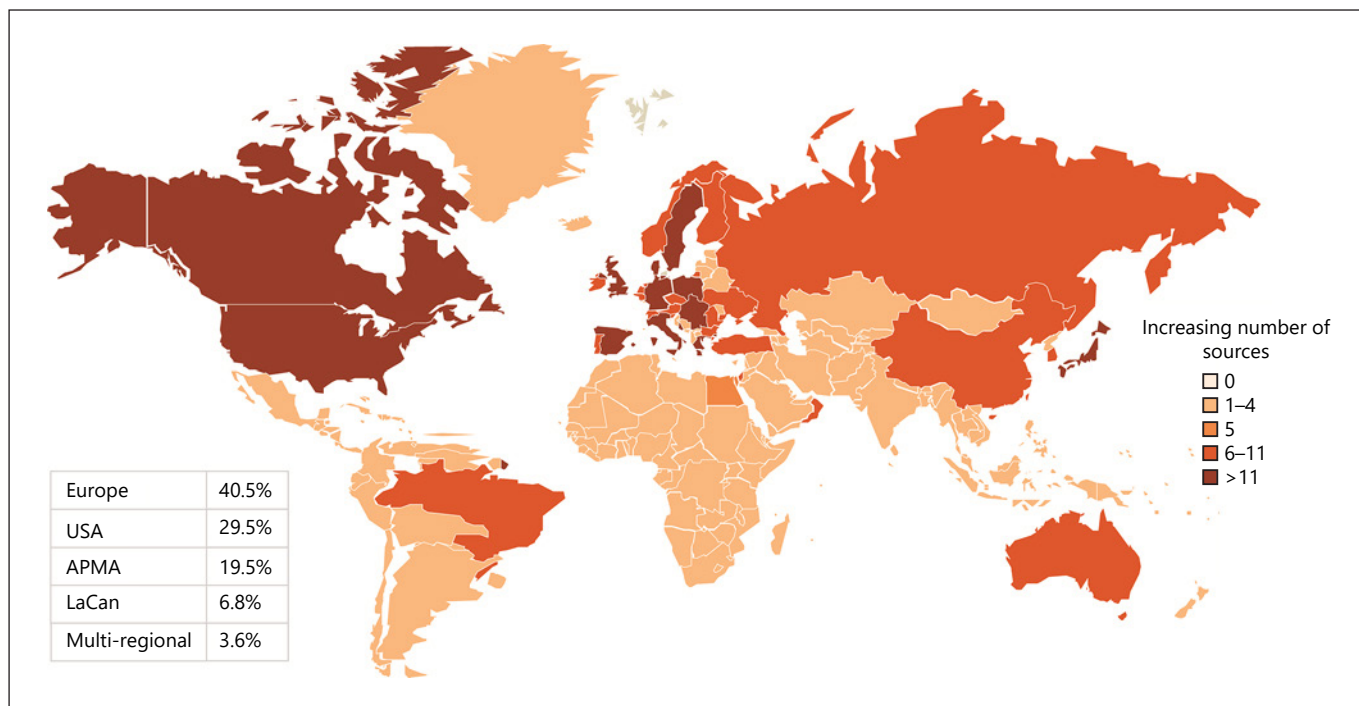 Increasing number of
sources
0
1–4
5
6–11
>11
Europe 40.5%
USA 29.5%
APMA 19.5%
LaCan 6.8%
Multi-regional 3.6%